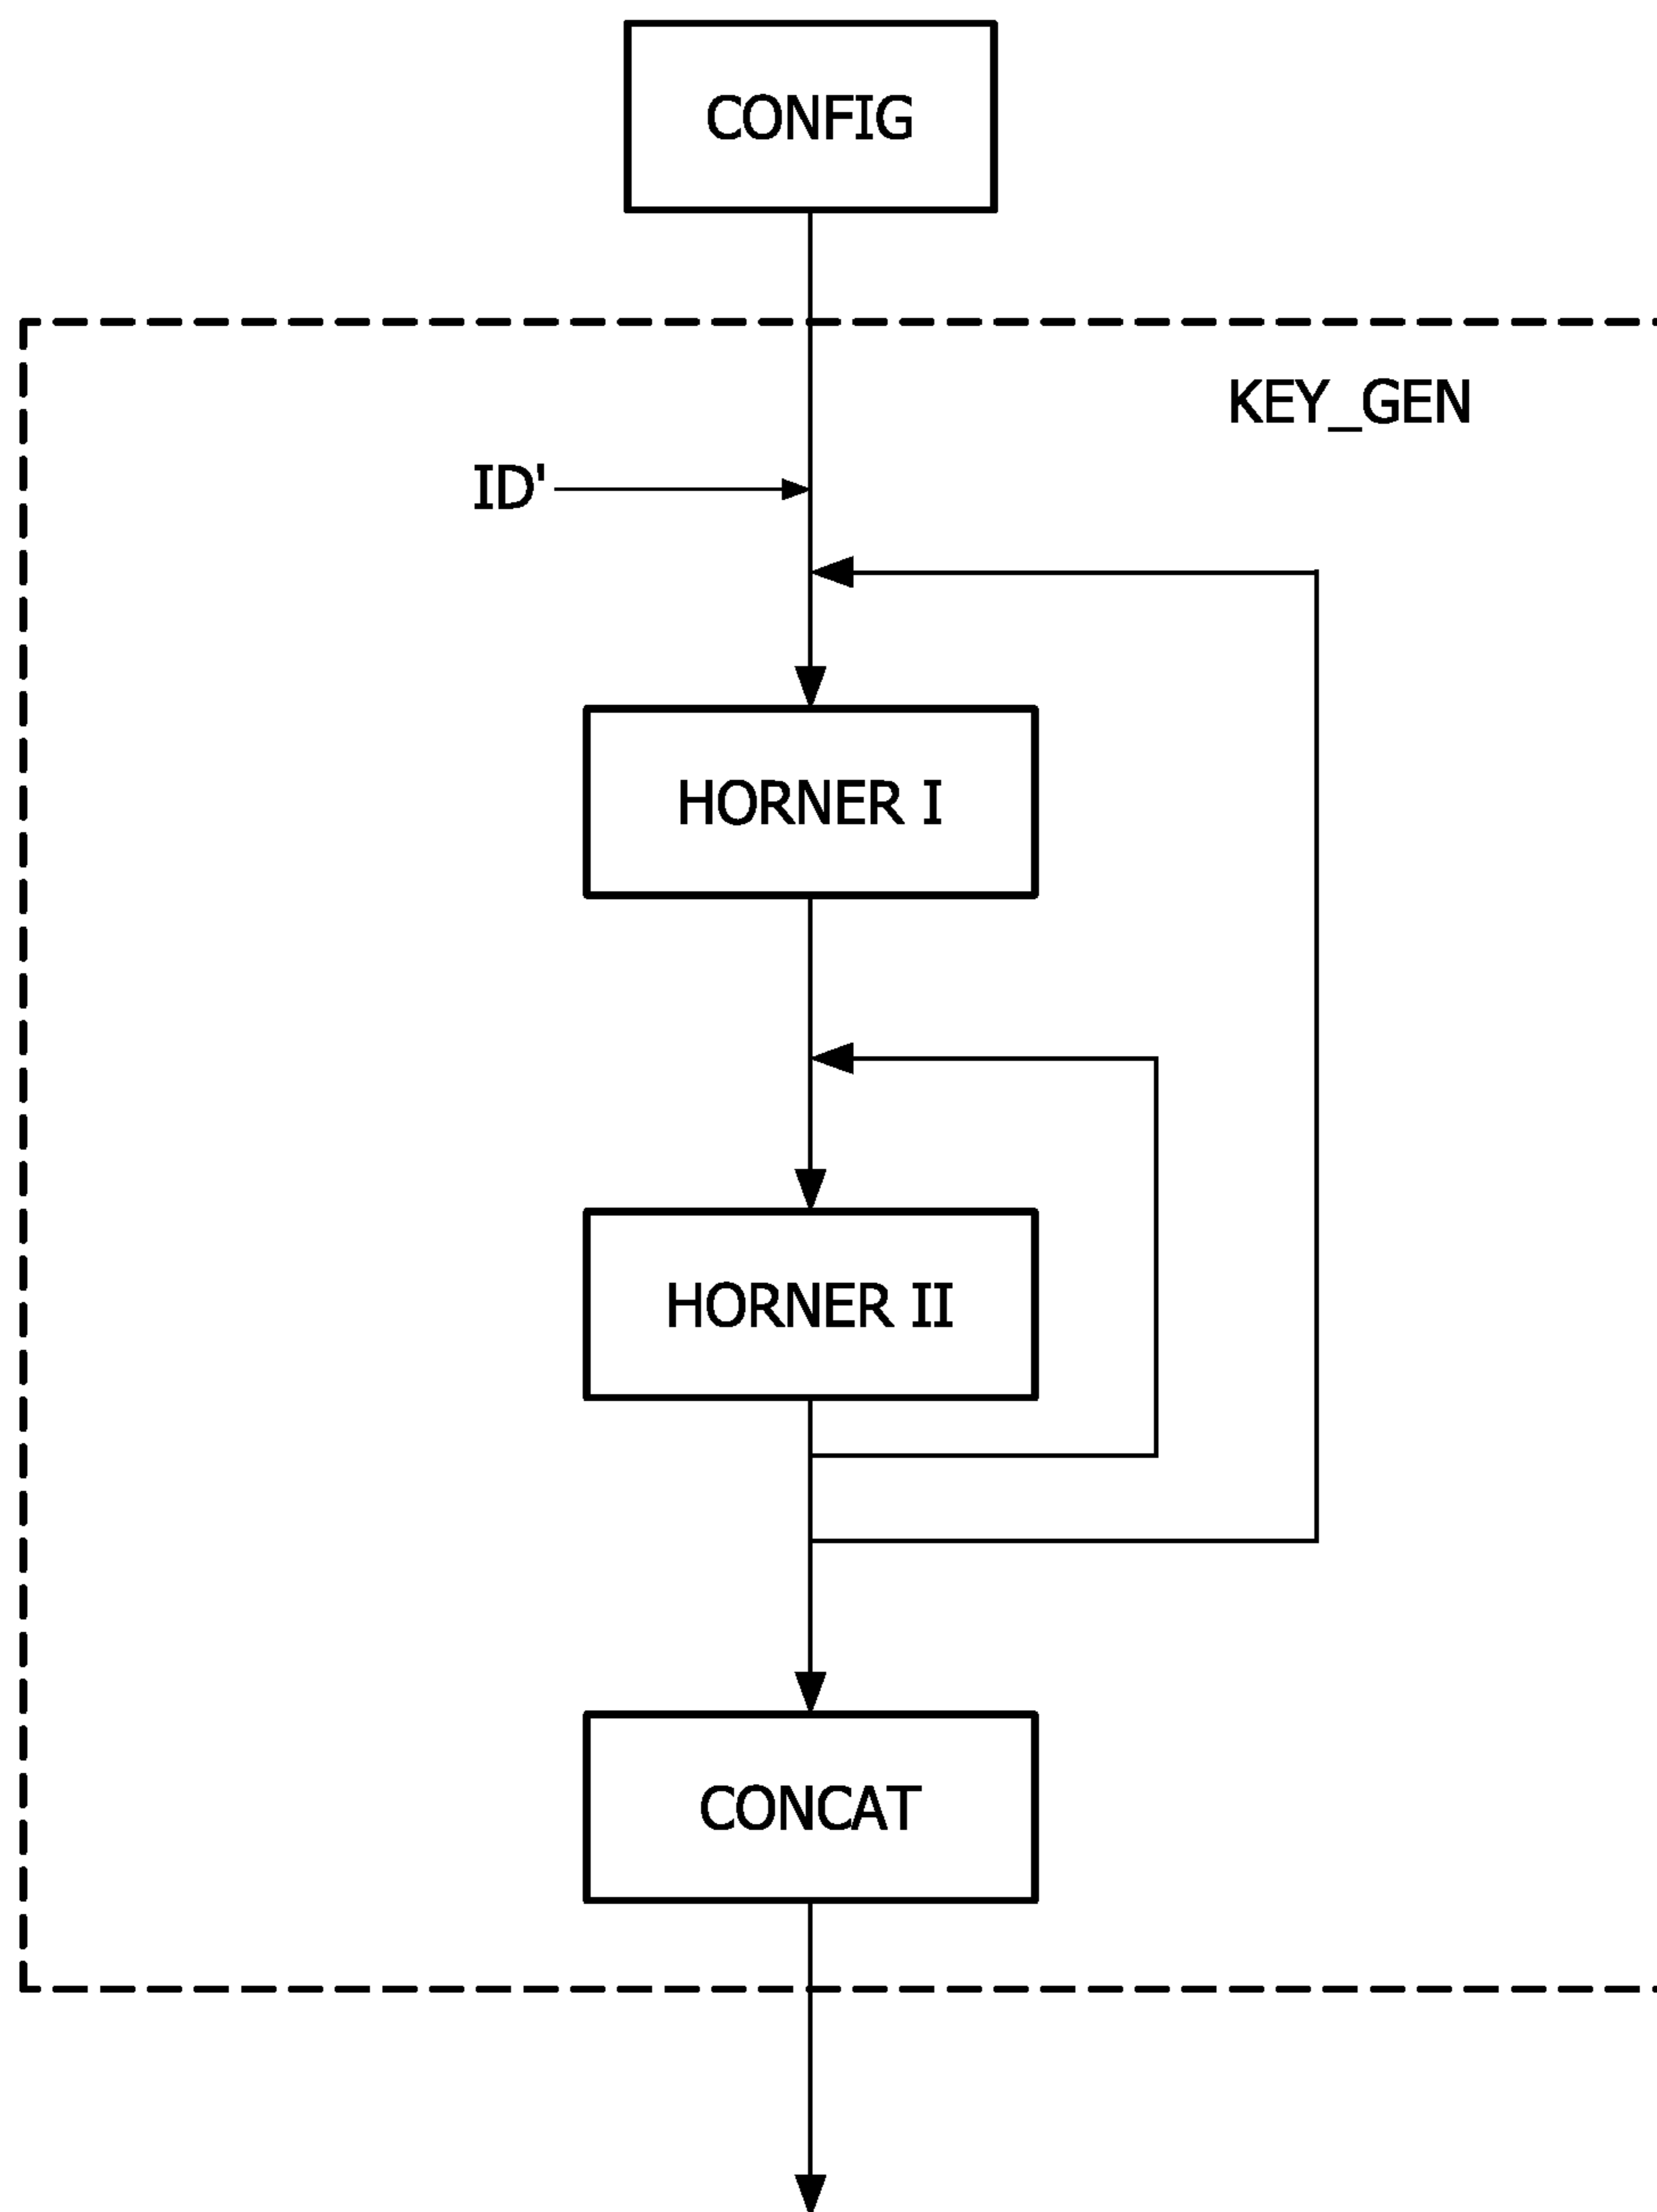 CONFIG
KEY_GEN
ID'
HORNER I
HORNER II
CONCAT